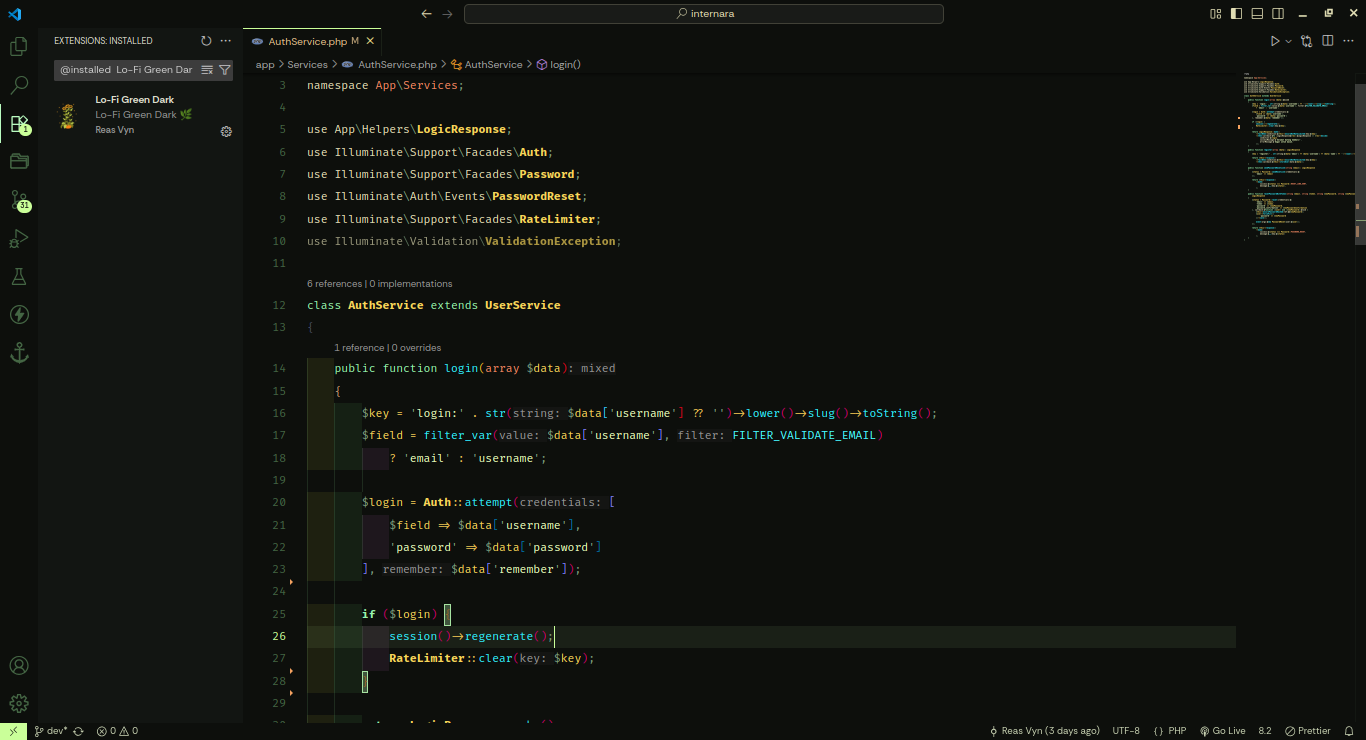 internara
EXTENSIONS: INSTALLED
@installed Lo-Fi Green Dar
Lo-Fi Green Dark
Lo-Fi Green Dark 🌿
Reas Vyn
1
31
AuthService.php M
app > Services > AuthService.php > AuthService > login()
3 namespace App\Services;
4
5 use App\Helpers\LogicResponse;
6 use Illuminate\Support\Facades\Auth;
7 use Illuminate\Support\Facades\Password;
8 use Illuminate\Auth\Events\PasswordReset;
9 use Illuminate\Support\Facades\RateLimiter;
10 use Illuminate\Validation\ValidationException;
11
6 references | 0 implementations
12 class AuthService extends UserService
13 {
1 reference | 0 overrides
14 public function login(array $data): mixed
15 {
16 $key = 'login:' . str(string: $data['username'] ?? '')->lower()->slug()->toString();
17 $field = filter_var(value: $data['username'], filter: FILTER_VALIDATE_EMAIL)
18 ? 'email' : 'username';
19
20 $login = Auth::attempt(credentials: [
21 $field => $data['username'],
22 'password' => $data['password']
23 ], remember: $data['remember']);
24
25 if ($login) {
26 session()->regenerate();
27 RateLimiter::clear(key: $key);
28 }
29
dev* 0 0 Reas Vyn (3 days ago) UTF-8 { } PHP Go Live 8.2 Prettier